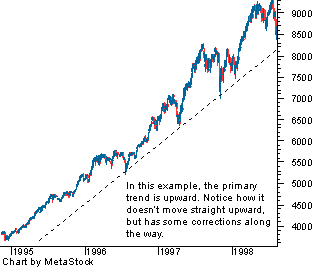 9000
8500
8000
7500
7000
6500
6000
5500
5000
4500
4000
In this example, the primary
trend is upward. Notice how it
doesn't move straight upward,
but has some corrections along
the way.
1995 1996 1997 1998
Chart by MetaStock